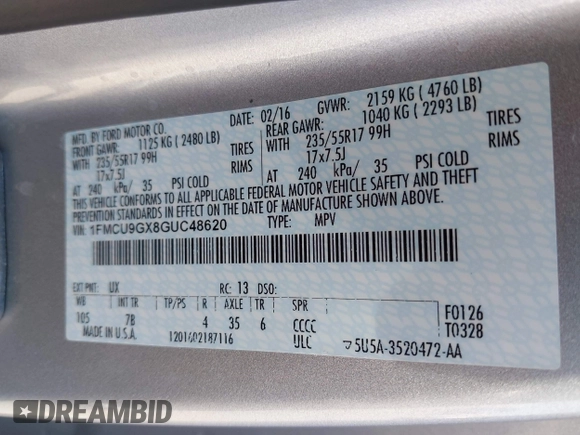 MFD. BY FORD MOTOR CO.
DATE: 02/16 GVWR: 2159 KG ( 4760 LB)
FRONT GAWR: 1125 KG ( 2480 LB) REAR GAWR: 1040 KG ( 2293 LB)
WITH 235/55R17 99H TIRES WITH 235/55R17 99H TIRES
17x7.5J RIMS 17x7.5J RIMS
AT 240 kPa/ 35 PSI COLD AT 240 kPa/ 35 PSI COLD
THIS VEHICLE CONFORMS TO ALL APPLICABLE FEDERAL MOTOR VEHICLE SAFETY AND BUMPER
STANDARDS IN EFFECT ON THE DATE OF MANUFACTURE SHOWN ABOVE.
VIN: 1FMCU9GX8GUC48620 TYPE: MPV
EXT PNT: UX RC: 13 DSO:
WB INT TR TP/PS R AXLE TR SPR
105 7B 4 35 6 CCCC F0126
MADE IN U.S.A. ULC T0328
1201602187116 5U5A-3520472-AA
DREAMBID